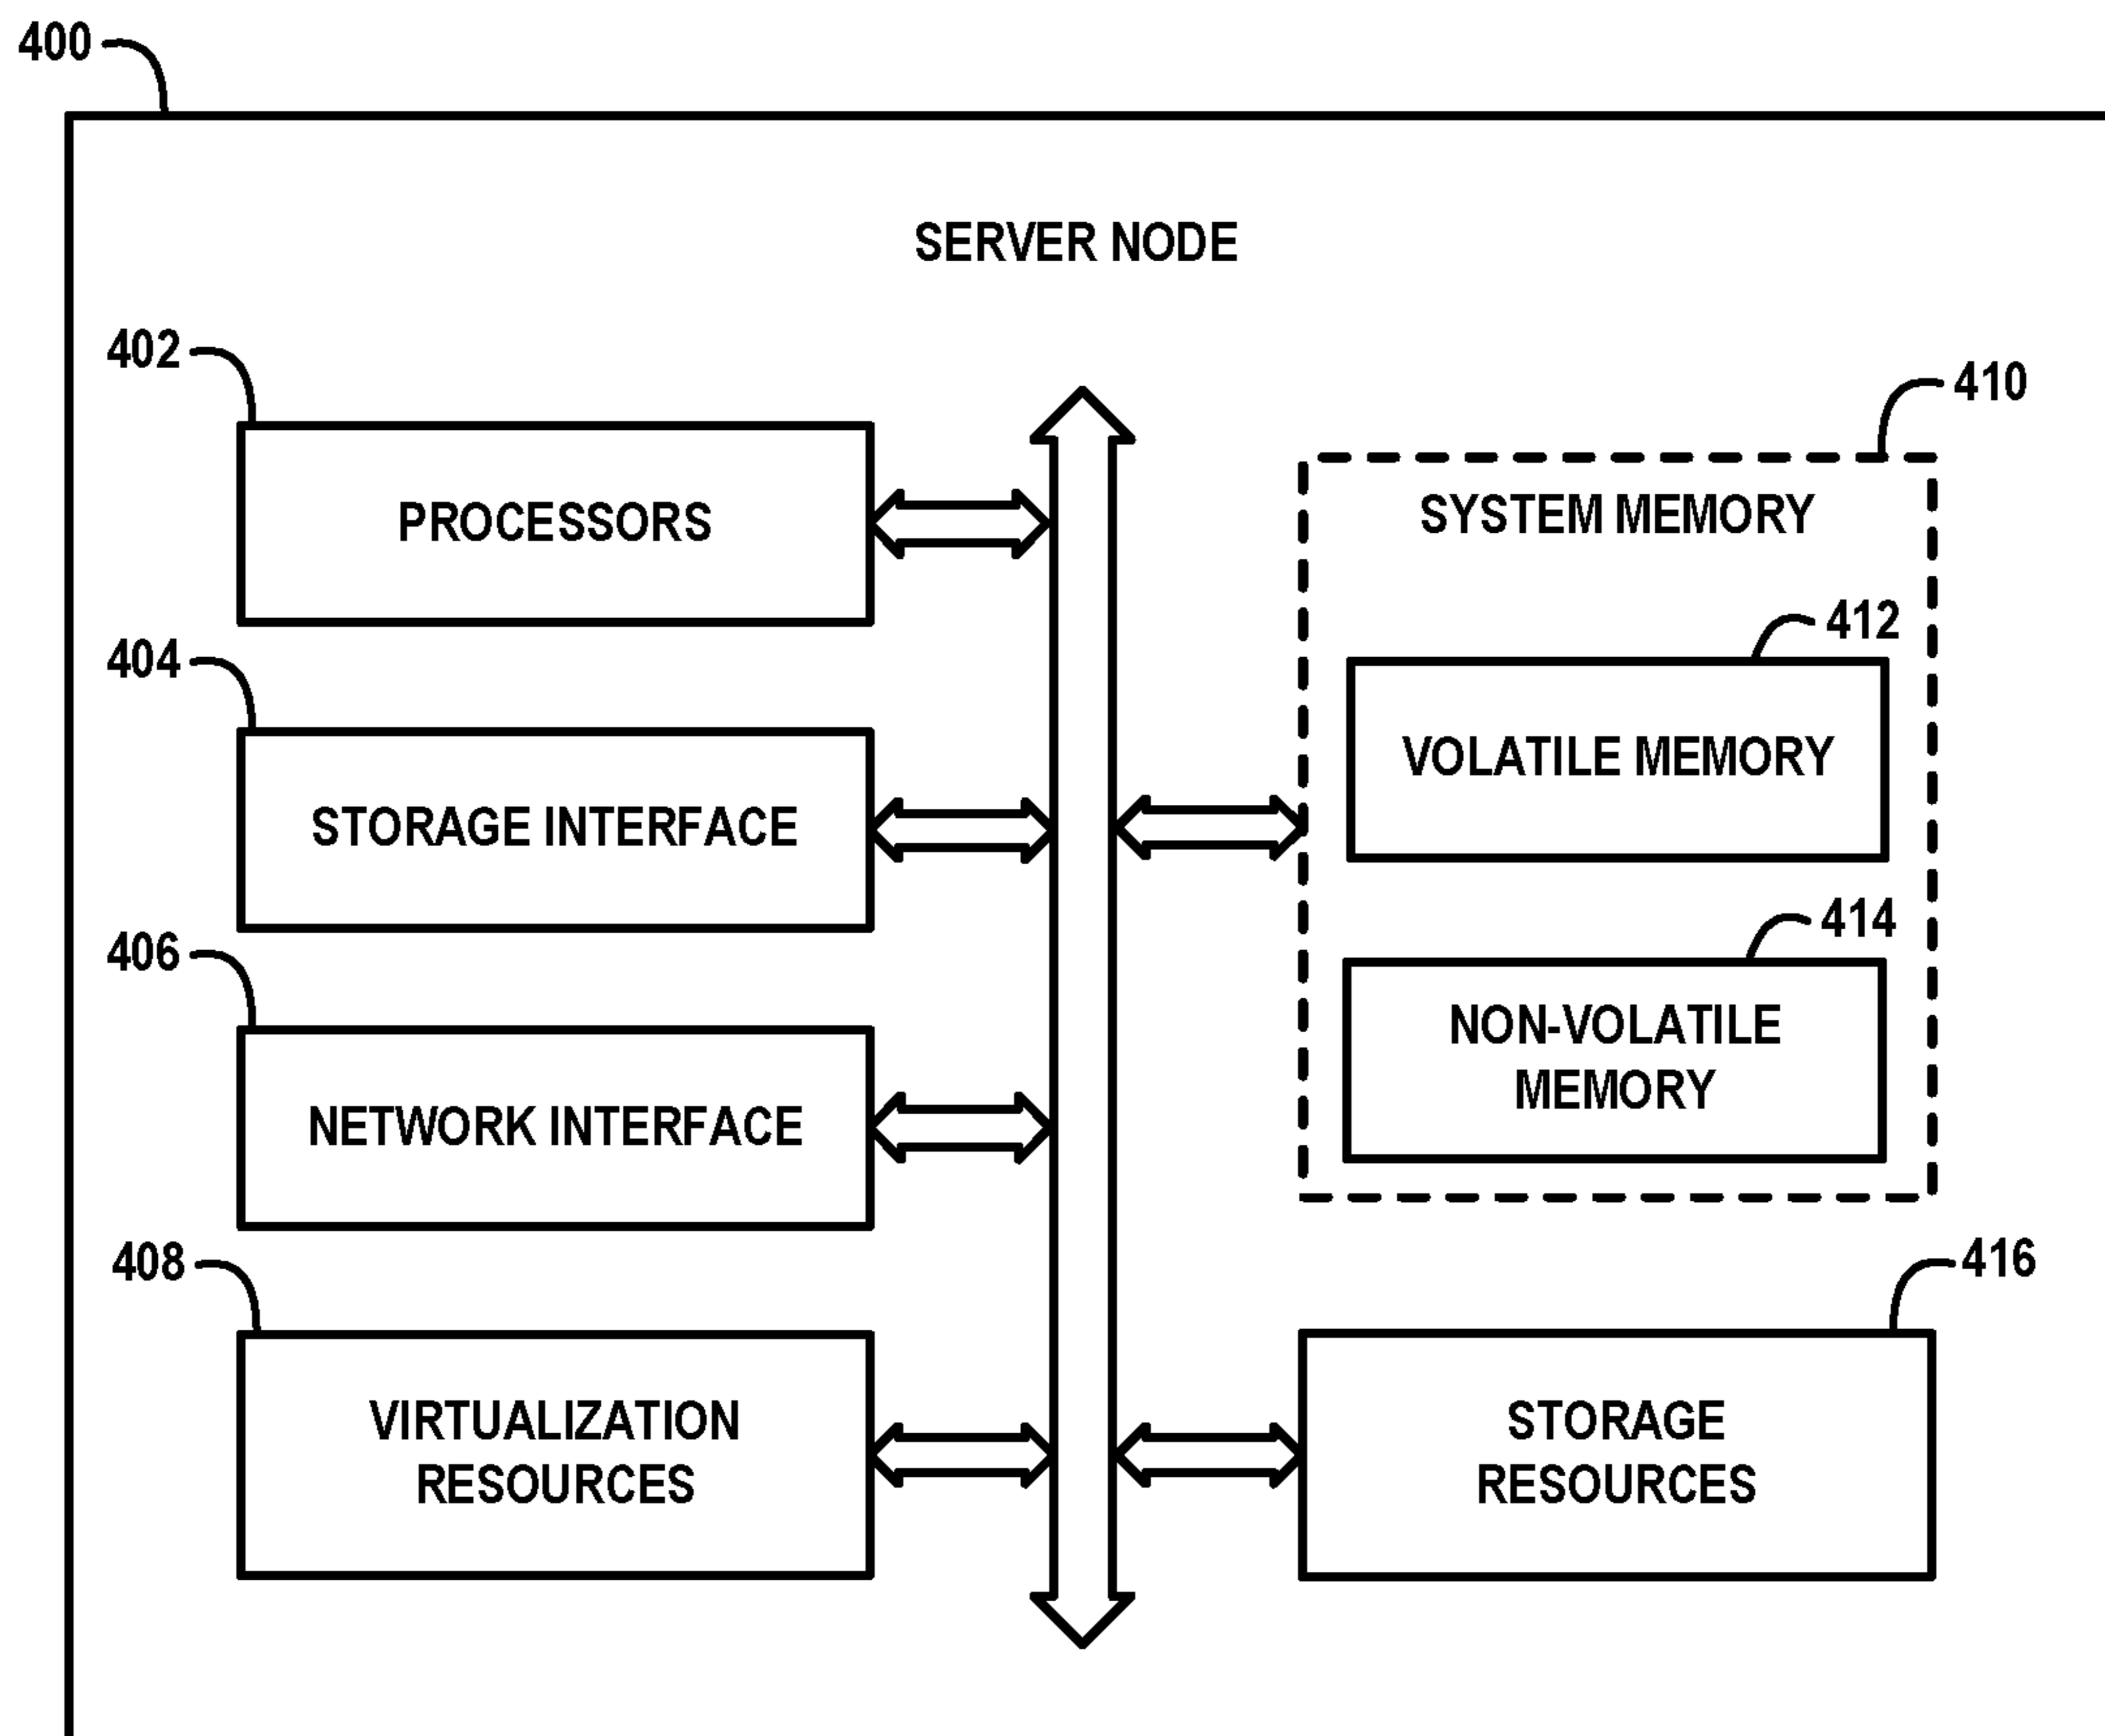 400
SERVER NODE
402
PROCESSORS
404
STORAGE INTERFACE
406
NETWORK INTERFACE
408
VIRTUALIZATION
RESOURCES
410
SYSTEM MEMORY
412
VOLATILE MEMORY
414
NON-VOLATILE
MEMORY
416
STORAGE
RESOURCES